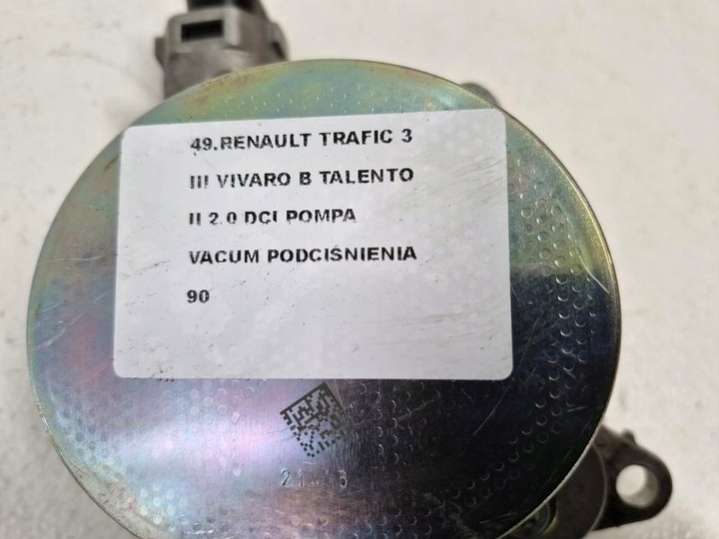 49.RENAULT TRAFIC 3
III VIVARO B TALENTO
II 2.0 DCI POMPA
VACUM PODCIŚNIENIA
90